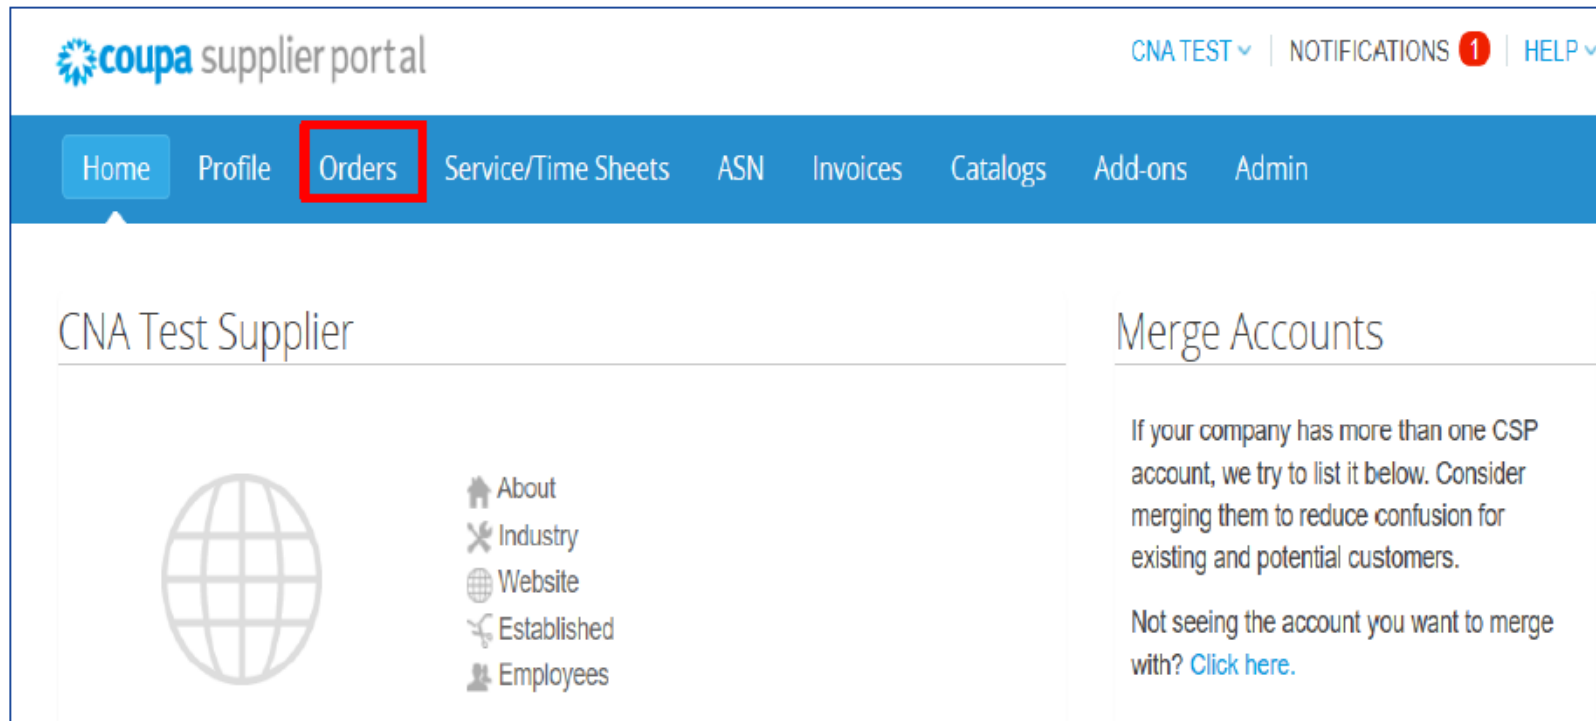 coupa supplier portal
CNA TEST NOTIFICATIONS 1 HELP
Home Profile Orders Service/Time Sheets ASN Invoices Catalogs Add-ons Admin
CNA Test Supplier
About
Industry
Website
Established
Employees
Merge Accounts
If your company has more than one CSP
account, we try to list it below. Consider
merging them to reduce confusion for
existing and potential customers.
Not seeing the account you want to merge
with? Click here.